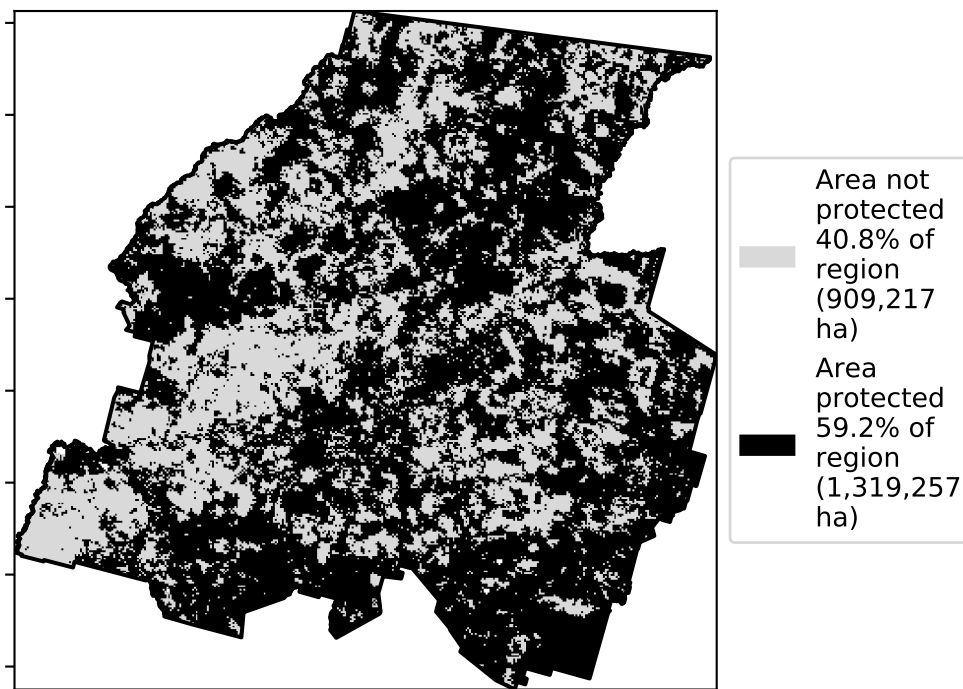 Area not
protected
40.8% of
region
(909,217
ha)
Area
protected
59.2% of
region
(1,319,257
ha)